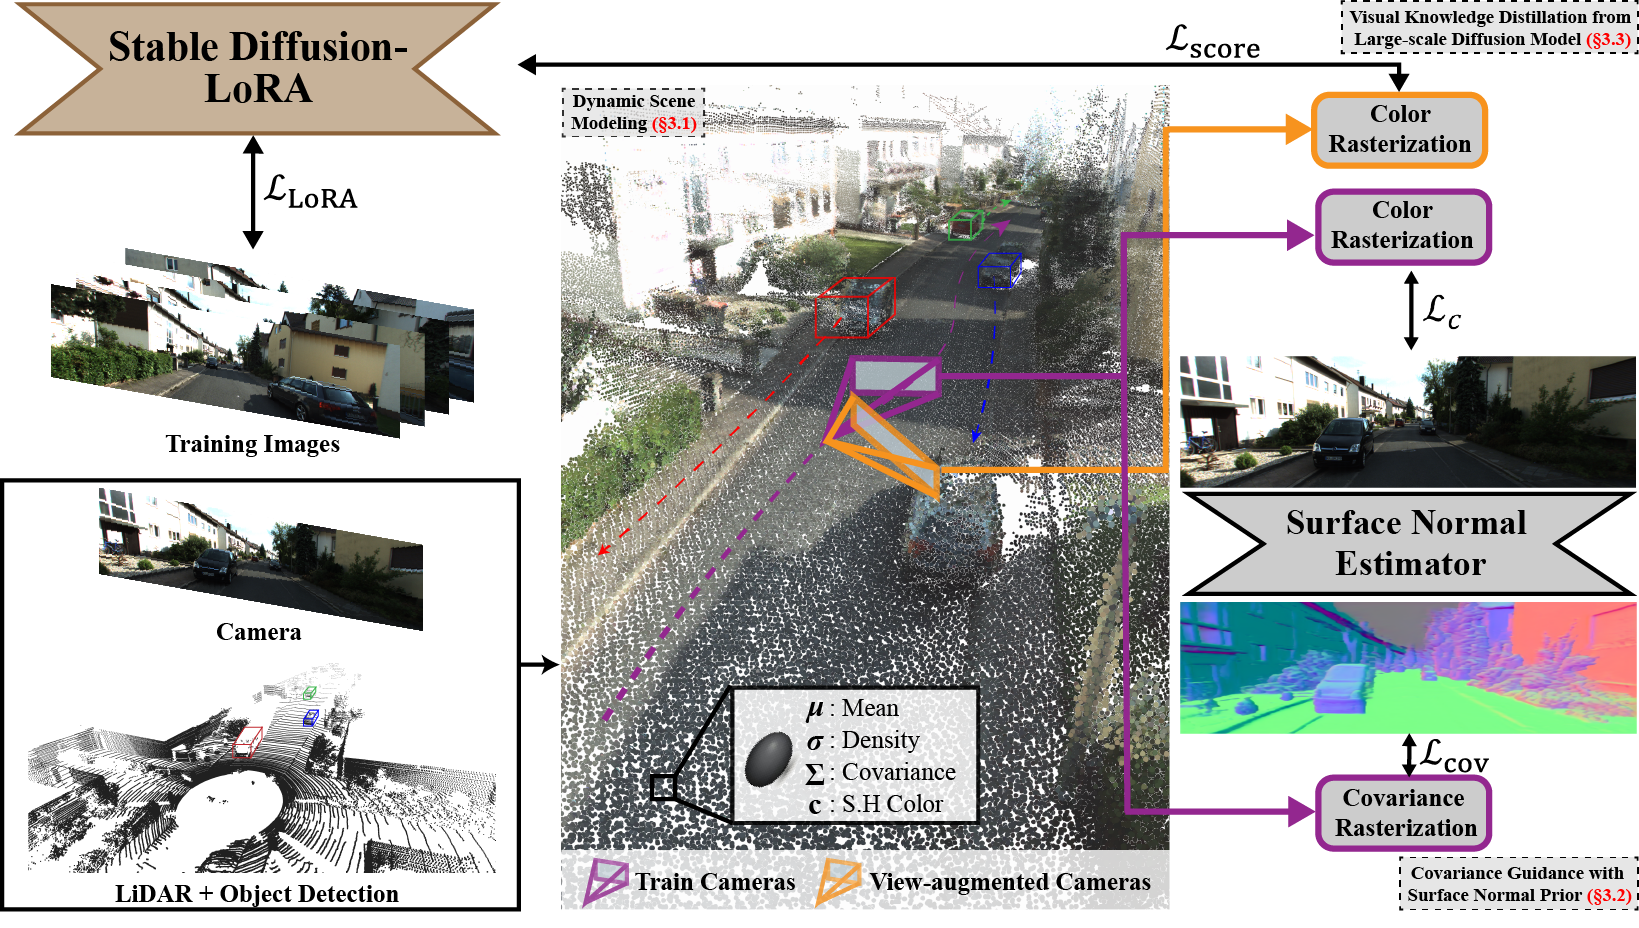 Stable Diffusion-
LoRA
ℒscore
Visual Knowledge Distillation from
Large-scale Diffusion Model (§3.3)
Dynamic Scene
Modeling (§3.1)
Color
Rasterization
ℒLoRA
Color
Rasterization
ℒc
Training Images
Surface Normal
Estimator
Camera
μ : Mean
σ : Density
Σ : Covariance
c : S.H Color
ℒcov
Covariance
Rasterization
LiDAR + Object Detection
Train Cameras
View-augmented Cameras
Covariance Guidance with
Surface Normal Prior (§3.2)